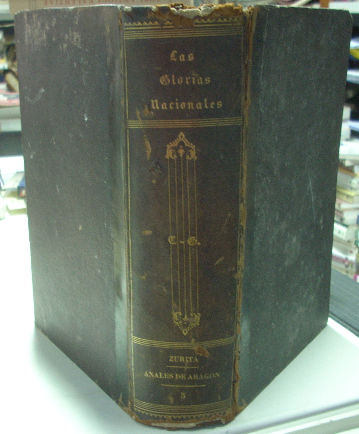 Las
Glorias
Nacionales
C-G.
ZURITA
ANALES DE ARAGON
5